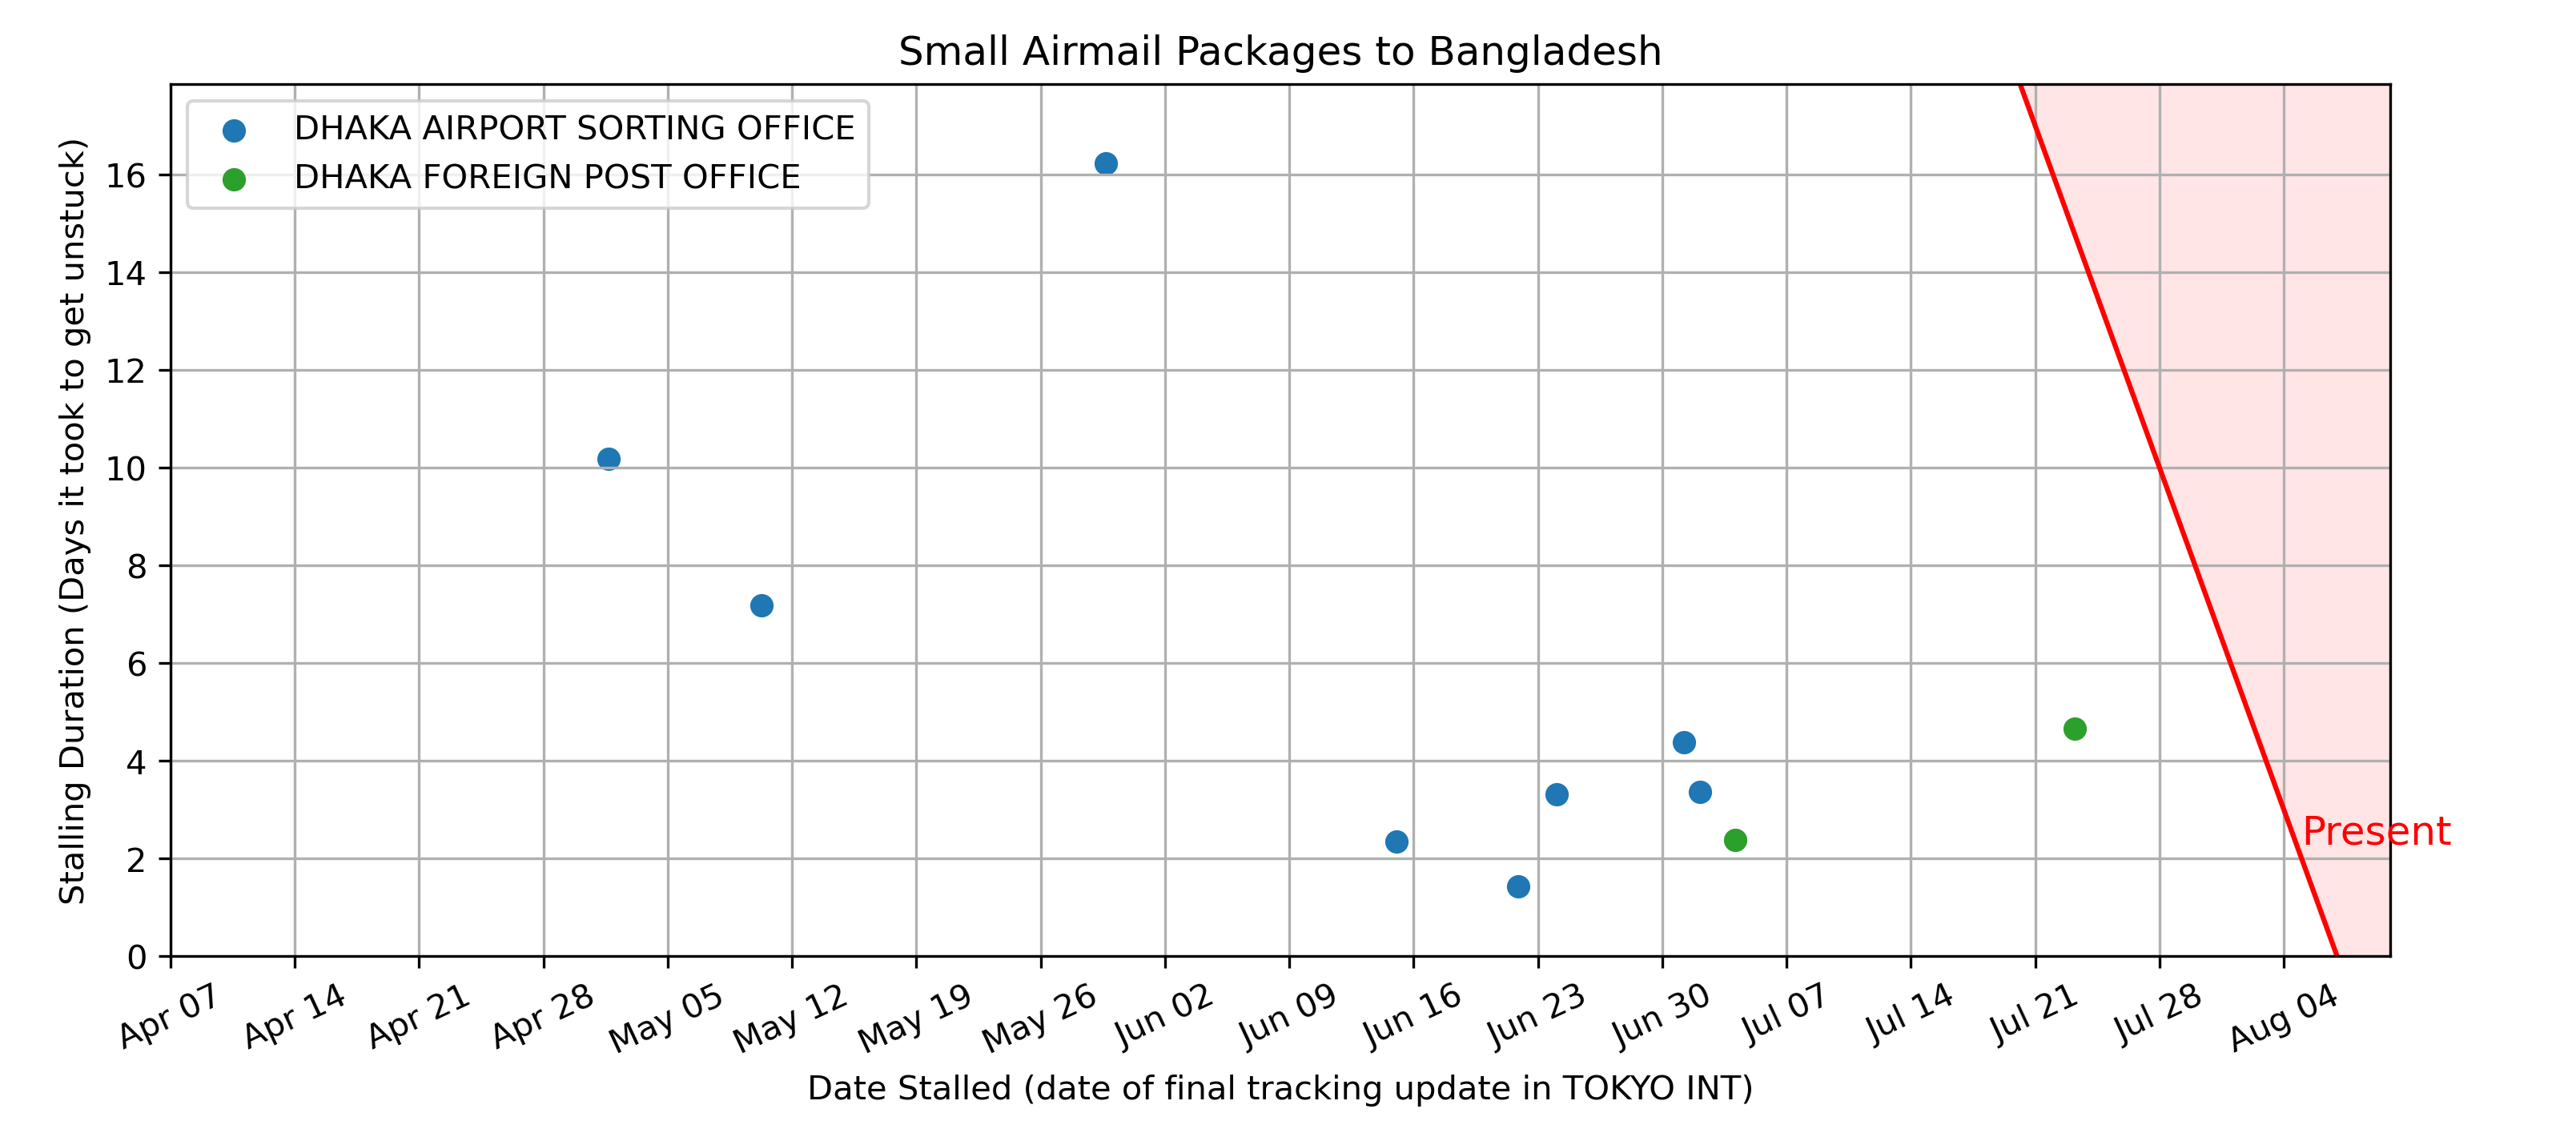 Small Airmail Packages to Bangladesh
DHAKA AIRPORT SORTING OFFICE
DHAKA FOREIGN POST OFFICE
Stalling Duration (Days it took to get unstuck)
16
14
12
10
8
6
4
2
0
Present
Apr 07
Apr 14
Apr 21
Apr 28
May 05
May 12
May 19
May 26
Jun 02
Jun 09
Jun 16
Jun 23
Jun 30
Jul 07
Jul 14
Jul 21
Jul 28
Aug 04
Date Stalled (date of final tracking update in TOKYO INT)